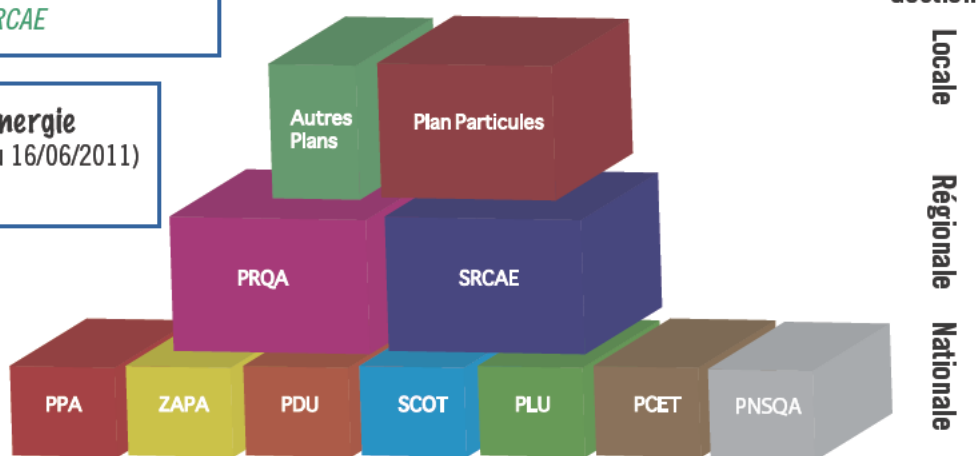 RCAE
nergie
16/06/2011)
Autres
Plans
Plan Particules
PRQA
SRCAE
PPA
ZAPA
PDU
SCOT
PLU
PCET
PNSQA
Locale
Régionale
Nationale